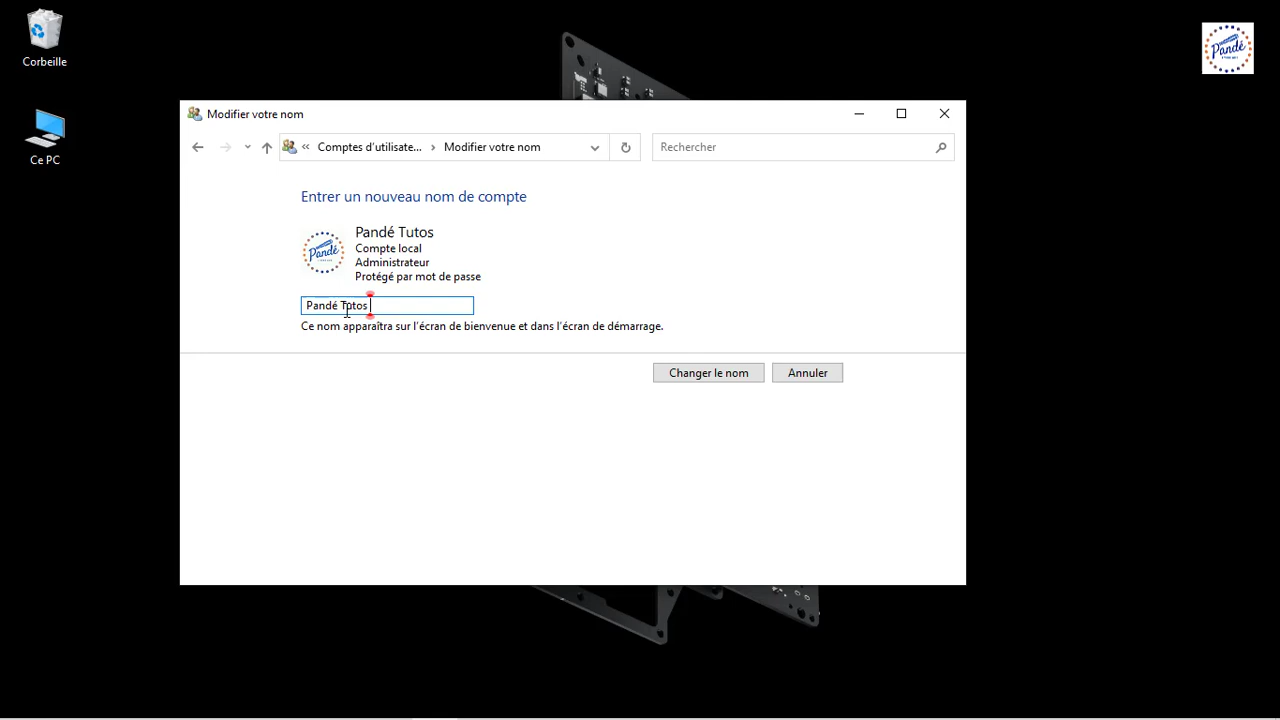 Corbeille
Pandé
Modifier votre nom
Comptes d'utilisate...
Modifier votre nom
Rechercher
Ce PC
Entrer un nouveau nom de compte
Pandé
Pandé Tutos
Compte local
Administrateur
Protégé par mot de passe
Pandé Tutos
Ce nom apparaîtra sur l'écran de bienvenue et dans l'écran de démarrage.
Changer le nom
Annuler